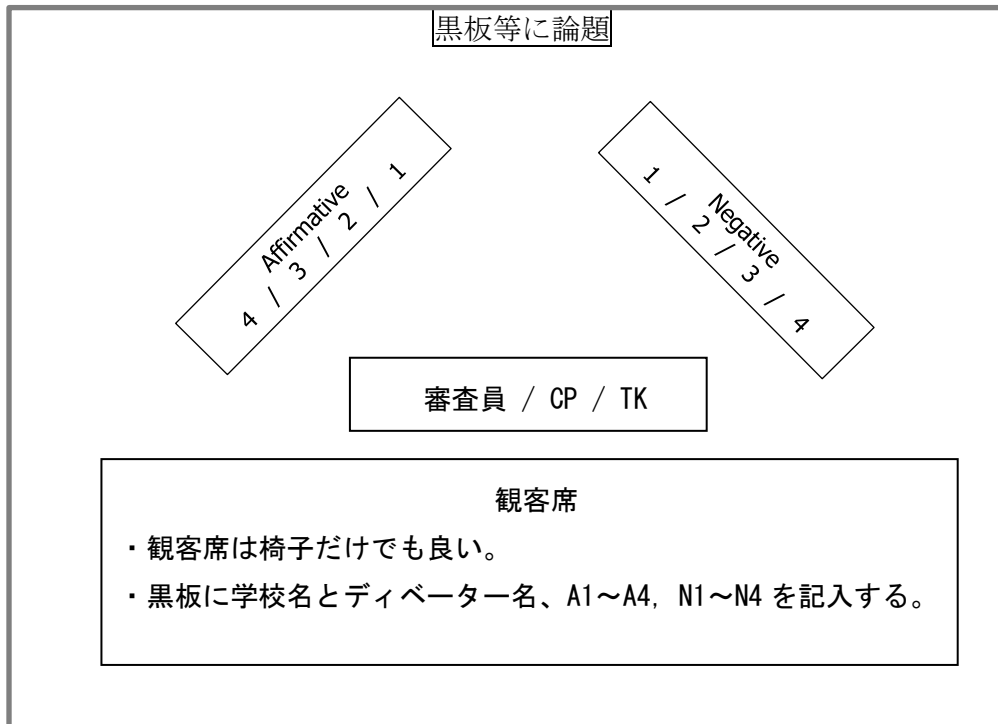 黒板等に論題
Affirmative
4 / 3 / 2 / 1
Negative
1 / 2 / 3 / 4
審査員 / CP / TK
観客席
・観客席は椅子だけでも良い。
・黒板に学校名とディベーター名、A1～A4, N1～N4 を記入する。